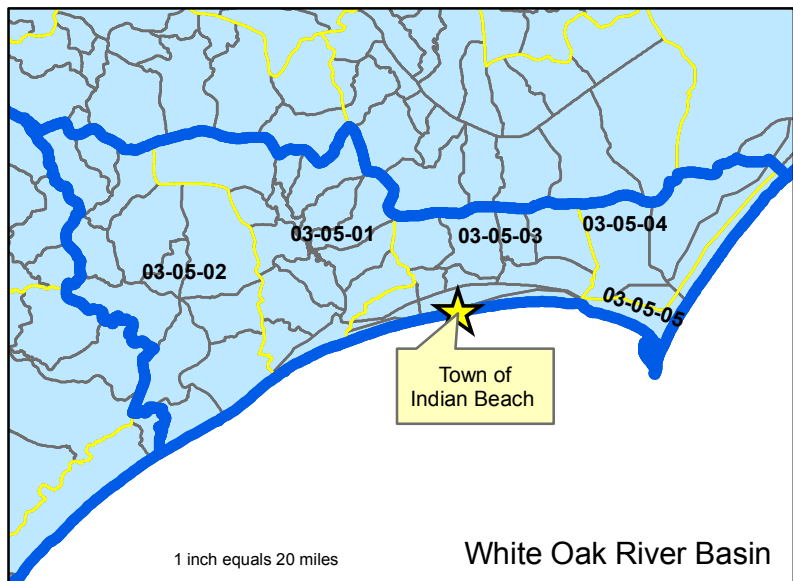 03-05-04
03-05-01
03-05-03
03-05-02
03-05-05
Town of
Indian Beach
1 inch equals 20 miles
White Oak River Basin